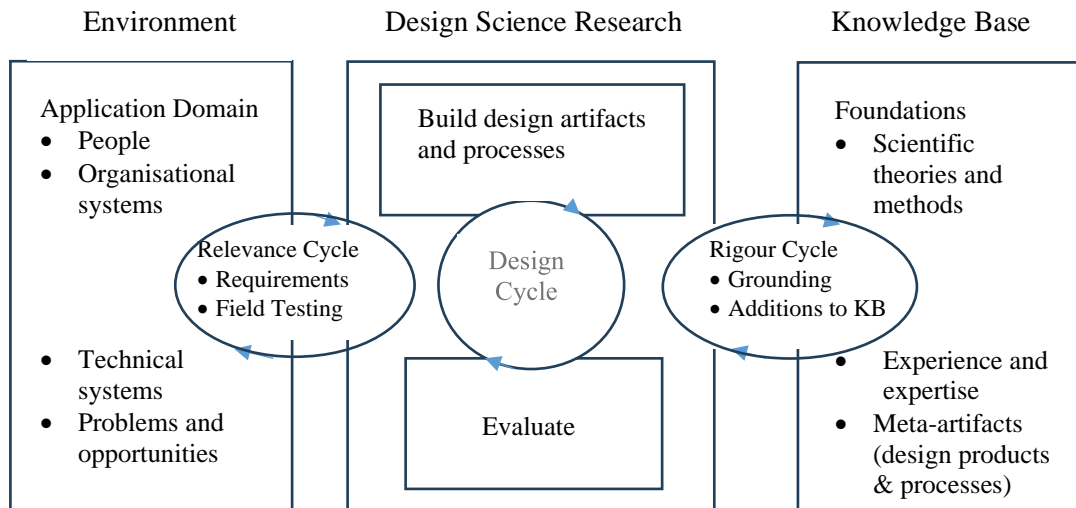 Environment
Design Science Research
Knowledge Base
Application Domain
• People
• Organisational
systems
• Technical
systems
• Problems and
opportunities
Relevance Cycle
• Requirements
• Field Testing
Build design artifacts
and processes
Design
Cycle
Evaluate
Rigour Cycle
• Grounding
• Additions to KB
Foundations
• Scientific
theories and
methods
• Experience and
expertise
• Meta-artifacts
(design products
& processes)